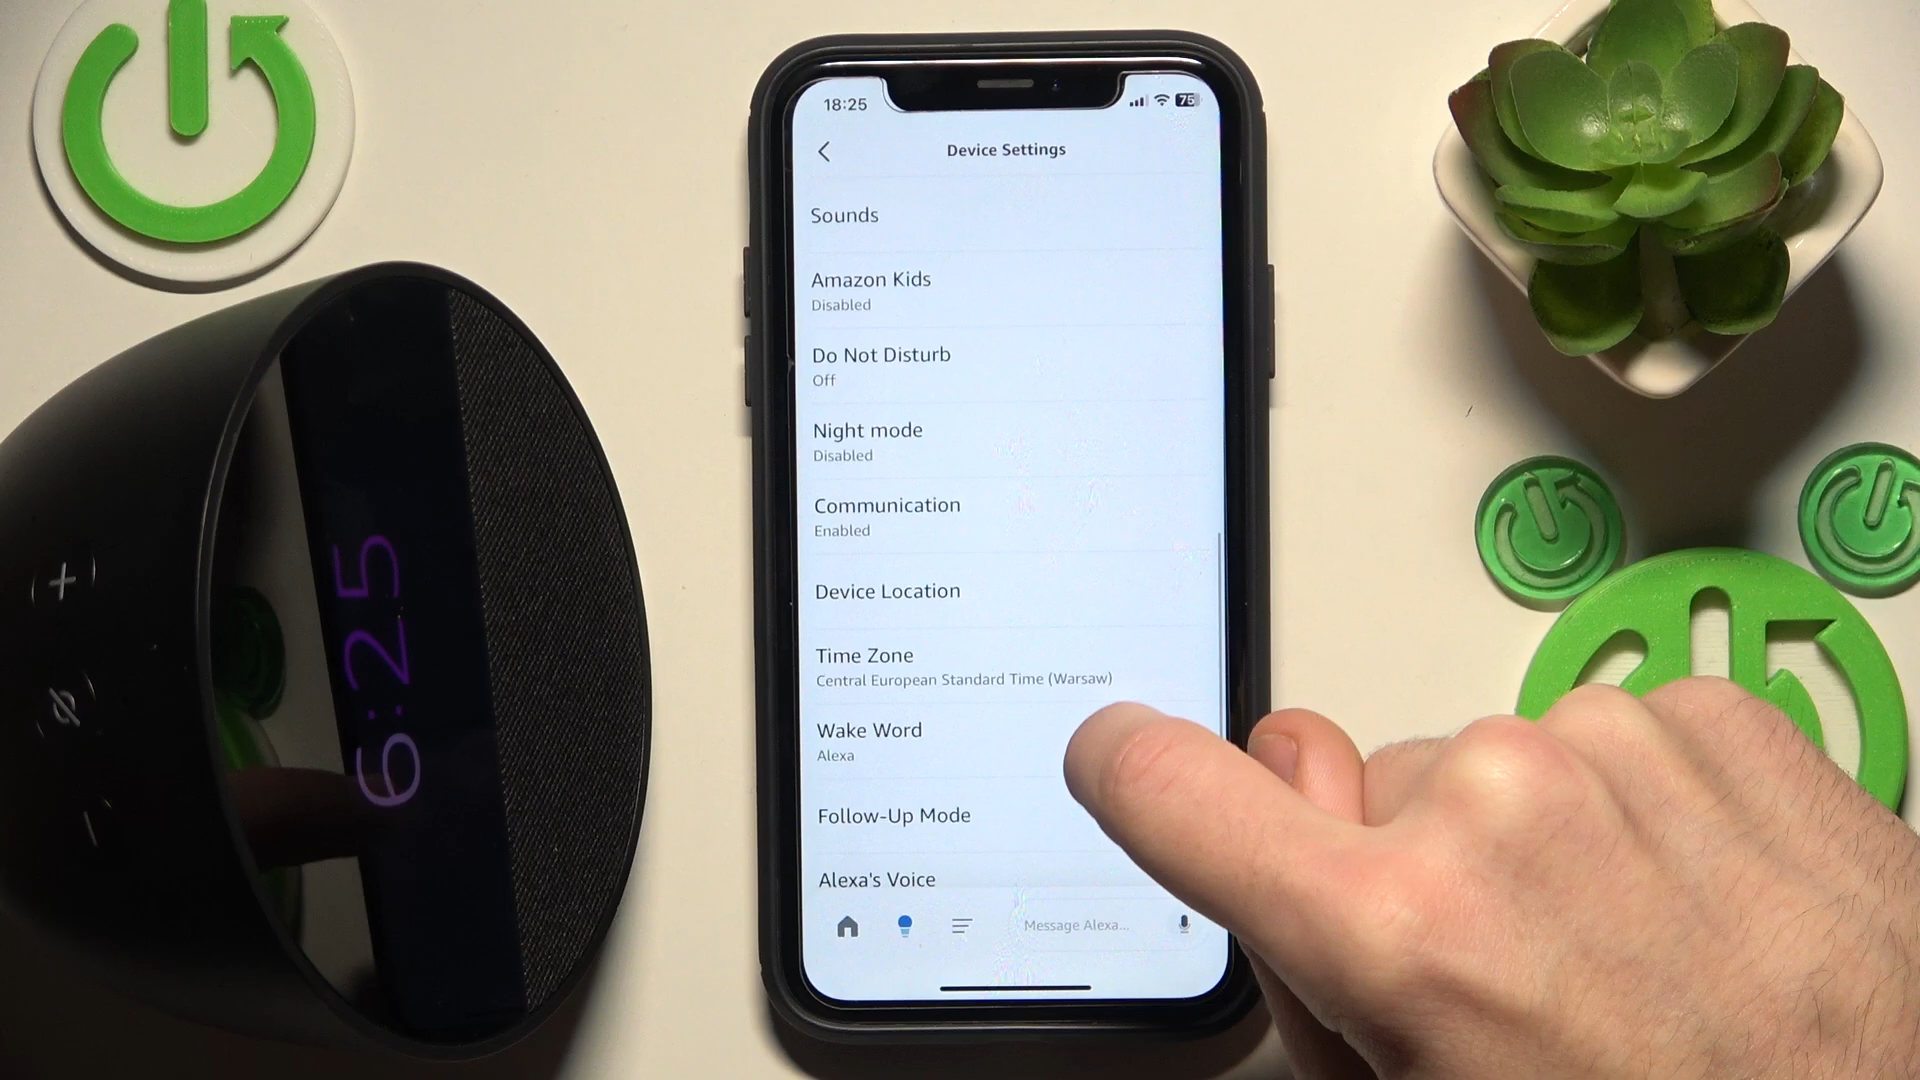 18:25
75
Device Settings
Sounds
Amazon Kids
Disabled
Do Not Disturb
Off
Night mode
Disabled
Communication
Enabled
Device Location
Time Zone
Central European Standard Time (Warsaw)
Wake Word
Alexa
Follow-Up Mode
Alexa's Voice
Message Alexa...
6:25